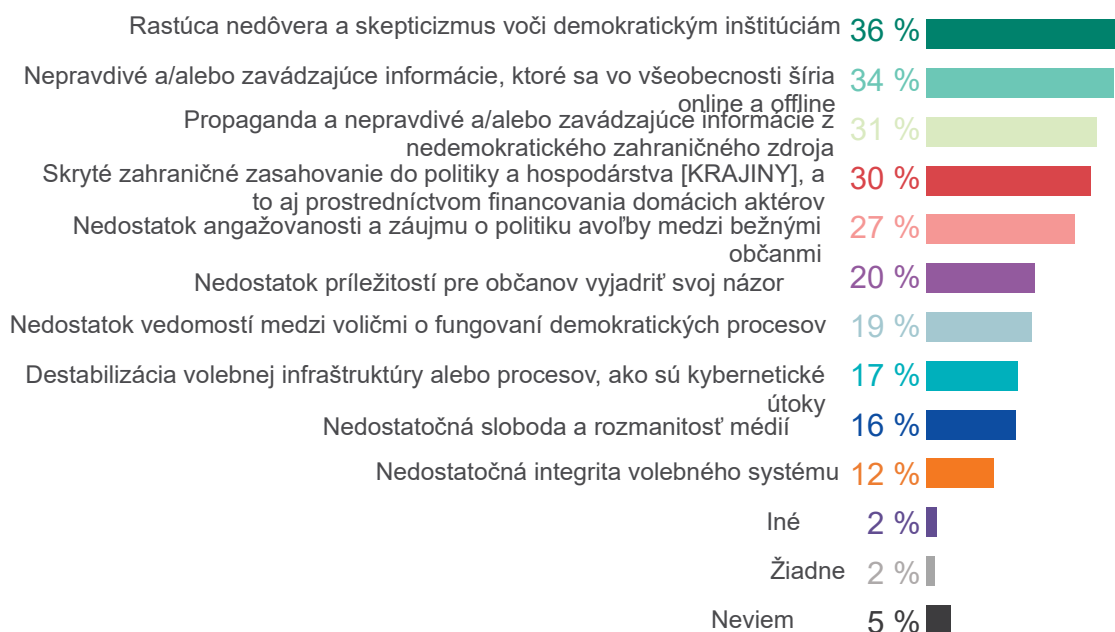 Rastúca nedôvera a skepticizmus voči demokratickým inštitúciám 36 %
Nepravdivé a/alebo zavádzajúce informácie, ktoré sa vo všeobecnosti šíria 34 %
online a offline
Propaganda a nepravdivé a/alebo zavádzajúce informácie z 31 %
nedemokratického zahraničného zdroja
Skryté zahraničné zasahovanie do politiky a hospodárstva [KRAJINY], a 30 %
to aj prostredníctvom financovania domácich aktérov
Nedostatok angažovanosti a záujmu o politiku avoľby medzi bežnými 27 %
občanmi
Nedostatok príležitostí pre občanov vyjadriť svoj názor 20 %
Nedostatok vedomostí medzi voličmi o fungovaní demokratických procesov 19 %
Destabilizácia volebnej infraštruktúry alebo procesov, ako sú kybernetické 17 %
útoky
Nedostatočná sloboda a rozmanitosť médií 16 %
Nedostatočná integrita volebného systému 12 %
Iné 2 %
Žiadne 2 %
Neviem 5 %